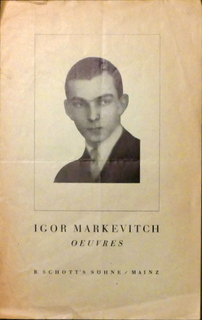 IGOR MARKEVITCH
OEUVRES
B. SCHOTT'S SÖHNE / MAINZ